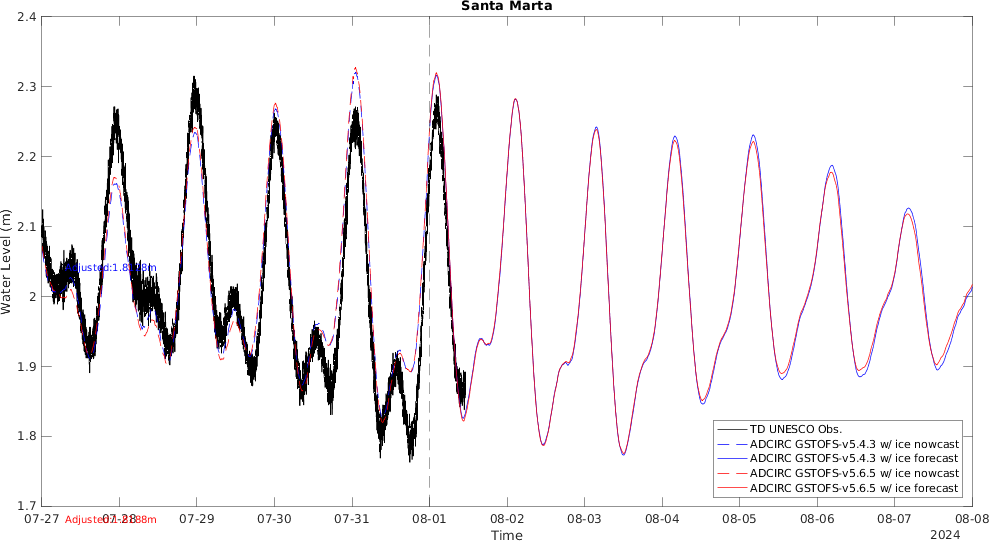 Santa Marta
2.4
2.3
2.2
2.1
2
1.9
1.8
1.7
Water Level (m)
07-27
07-28
07-29
07-30
07-31
08-01
08-02
08-03
08-04
08-05
08-06
08-07
08-08
Time
2024
TD UNESCO Obs.
ADCIRC GSTOFS-v5.4.3 w/ ice nowcast
ADCIRC GSTOFS-v5.4.3 w/ ice forecast
ADCIRC GSTOFS-v5.6.5 w/ ice nowcast
ADCIRC GSTOFS-v5.6.5 w/ ice forecast